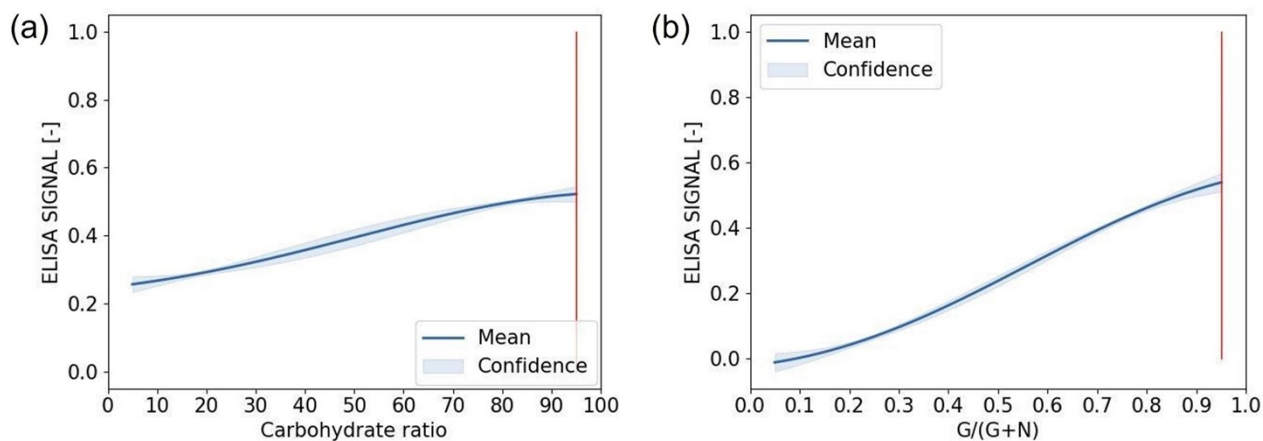 (a)
ELISA SIGNAL [-]
1.0
0.8
0.6
0.4
0.2
0.0
Mean
Confidence
0 10 20 30 40 50 60 70 80 90 100
Carbohydrate ratio
(b)
ELISA SIGNAL [-]
1.0
0.8
0.6
0.4
0.2
0.0
Mean
Confidence
0.0 0.1 0.2 0.3 0.4 0.5 0.6 0.7 0.8 0.9 1.0
G/(G+N)